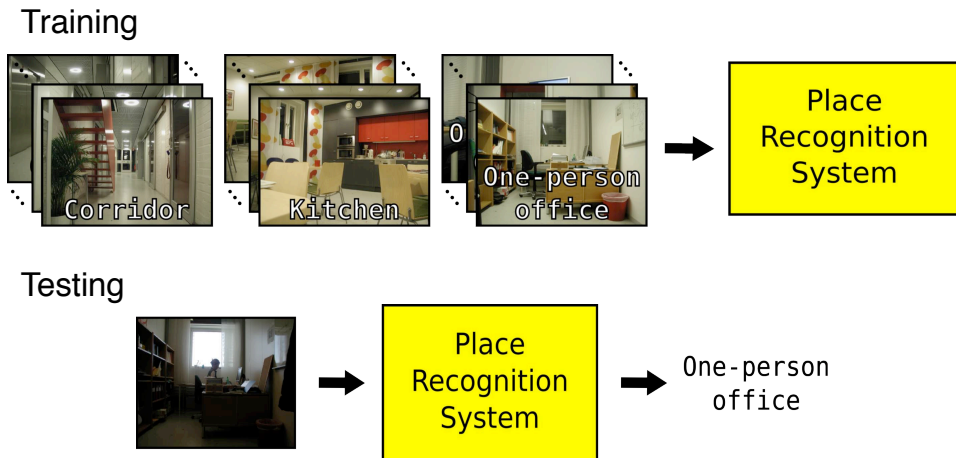 Training
Corridor
Kitchen
O
One-person
office
Place
Recognition
System
Testing
Place
Recognition
System
One-person
office